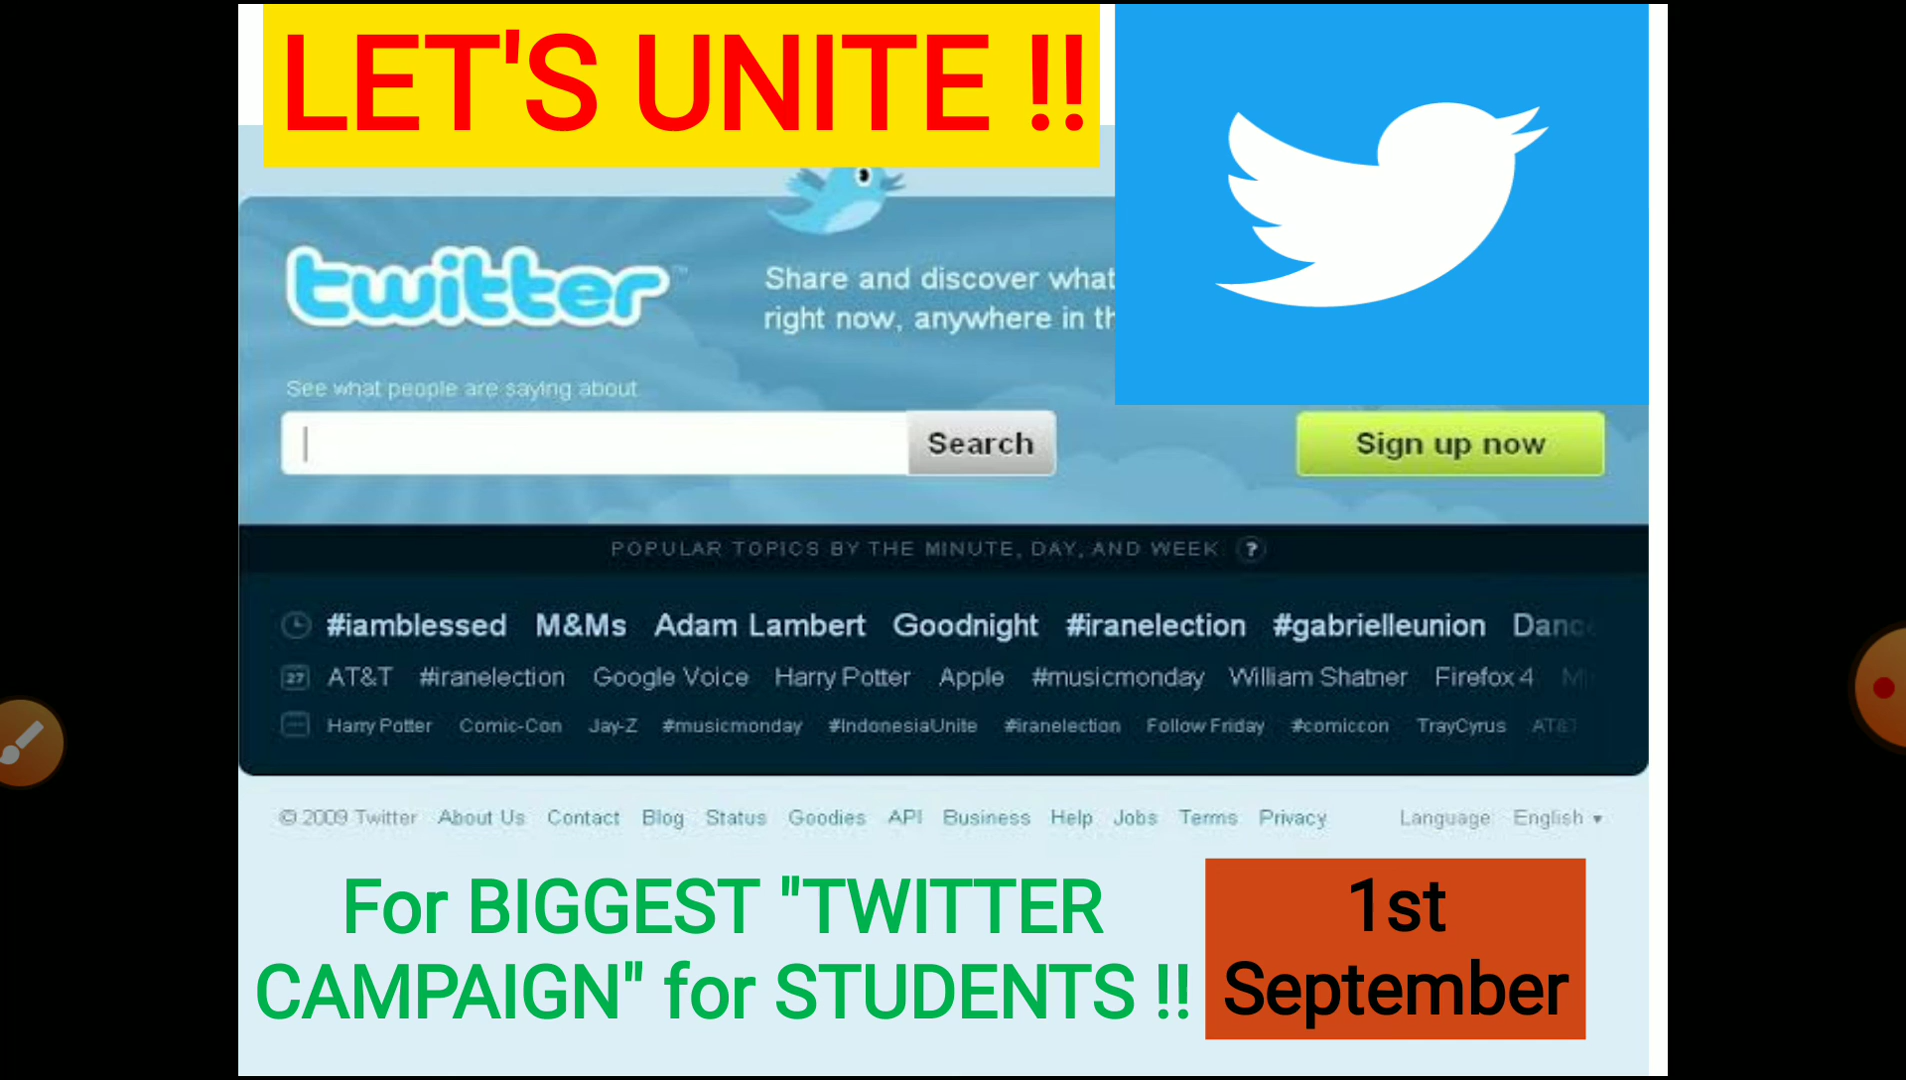 LET'S UNITE !!
twitter
Share and discover what
right now, anywhere in th
See what people are saying about
Search
Sign up now
POPULAR TOPICS BY THE MINUTE, DAY, AND WEEK ?
#iamblessed M&Ms Adam Lambert Goodnight #iranelection #gabrielleunion Dance
27 AT&T #iranelection Google Voice Harry Potter Apple #musicmonday William Shatner Firefox 4
Harry Potter Comic-Con Jay-Z #musicmonday #IndonesiaUnite #iranelection Follow Friday #comiccon TrayCyrus AT&T
© 2009 Twitter About Us Contact Blog Status Goodies API Business Help Jobs Terms Privacy Language English
For BIGGEST "TWITTER
CAMPAIGN" for STUDENTS !!
1st
September